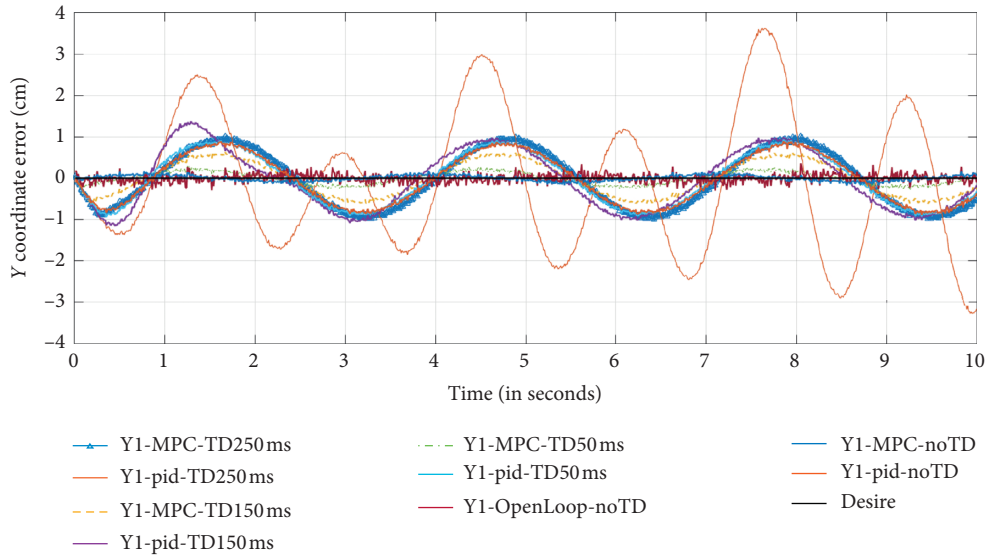 4
3
2
1
0
−1
−2
−3
−4
Y coordinate error (cm)
0 1 2 3 4 5 6 7 8 9 10
Time (in seconds)
Y1-MPC-TD250 ms
Y1-pid-TD250 ms
Y1-MPC-TD150 ms
Y1-pid-TD150 ms
Y1-MPC-TD50 ms
Y1-pid-TD50 ms
Y1-OpenLoop-noTD
Y1-MPC-noTD
Y1-pid-noTD
Desire